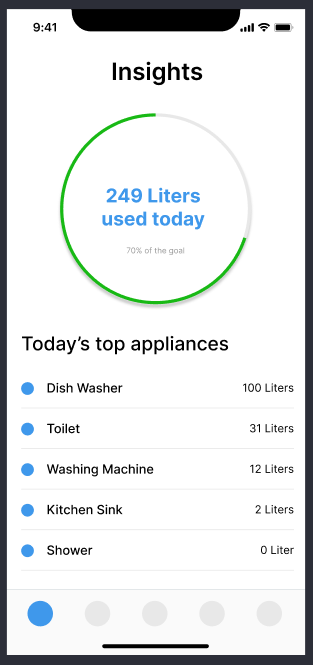 9:41
Insights
249 Liters
used today
70% of the goal
Today’s top appliances
Dish Washer 100 Liters
Toilet 31 Liters
Washing Machine 12 Liters
Kitchen Sink 2 Liters
Shower 0 Liter